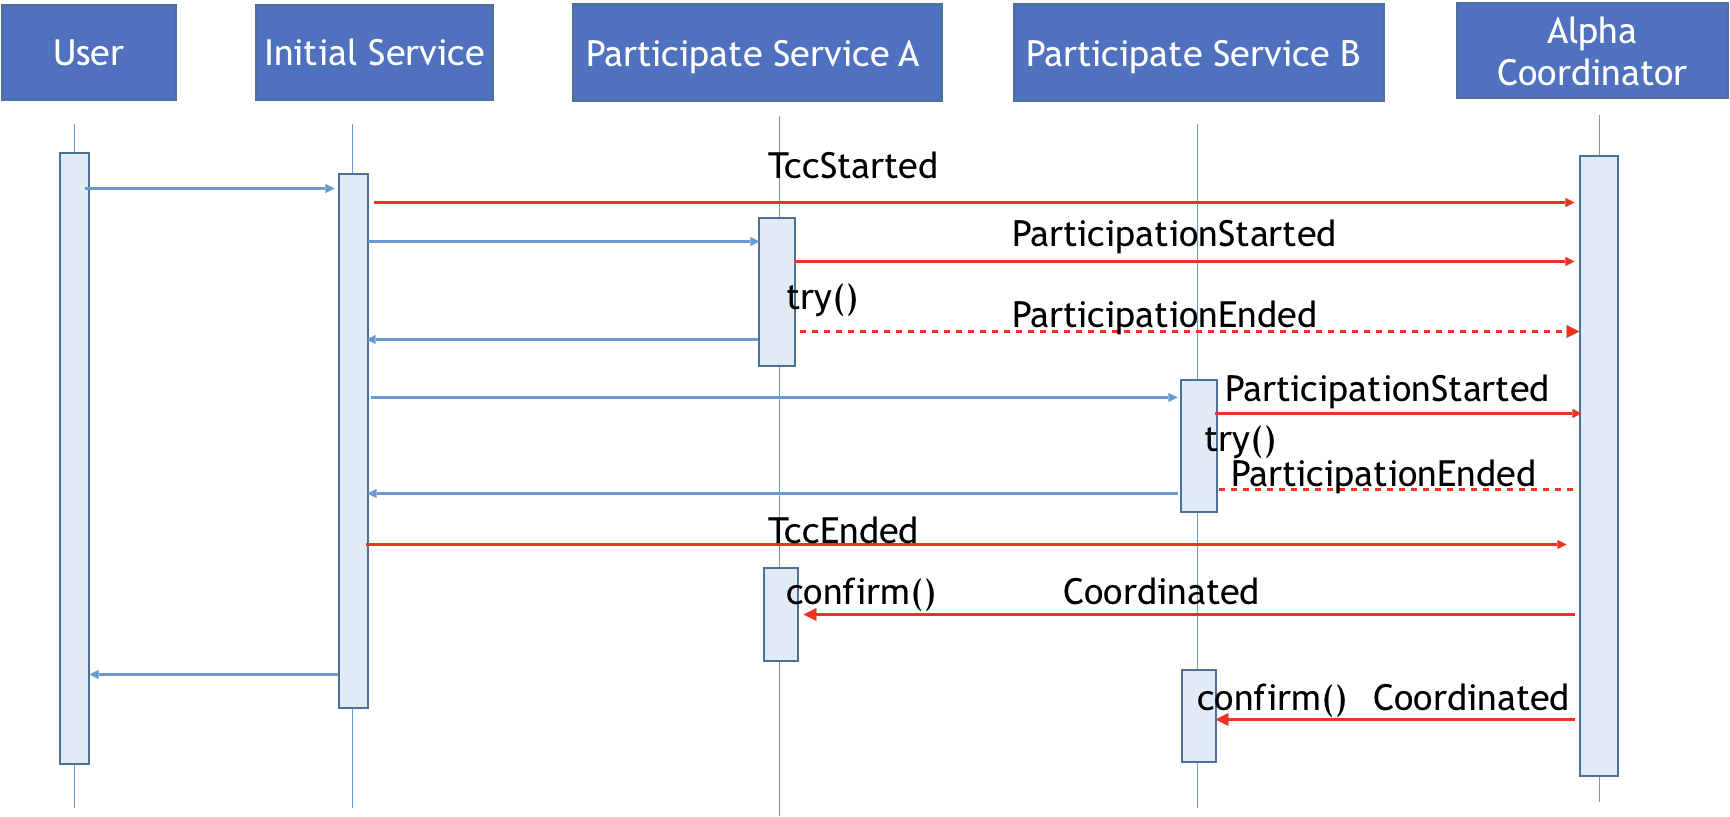 User
Initial Service
Participate Service A
Participate Service B
Alpha
Coordinator
TccStarted
ParticipationStarted
try()
ParticipationEnded
ParticipationStarted
try()
ParticipationEnded
TccEnded
confirm()
Coordinated
confirm()
Coordinated